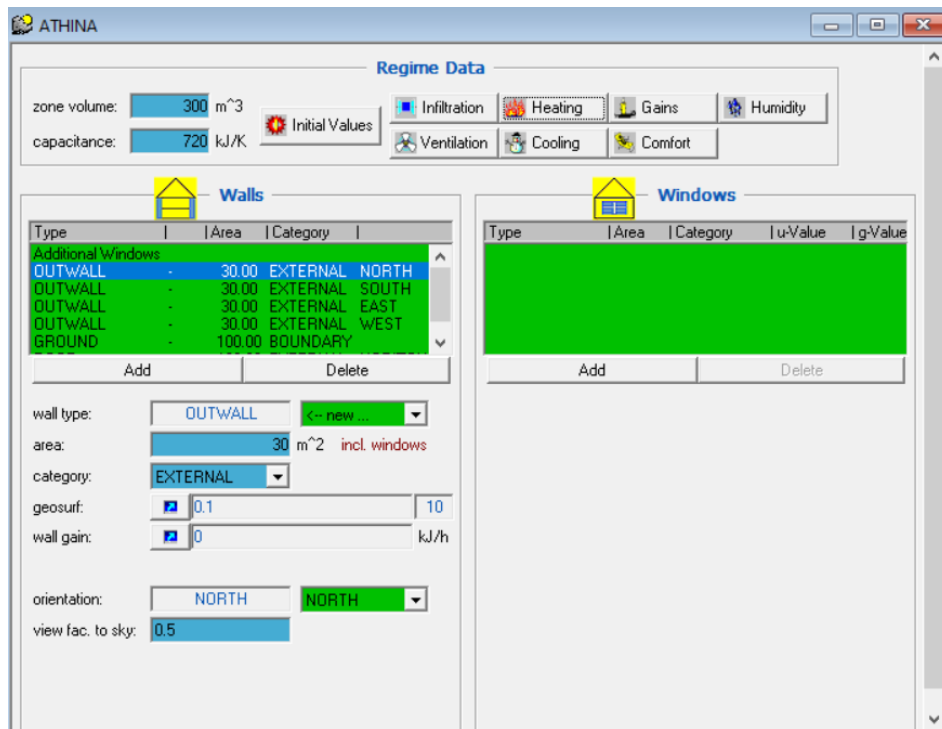 ATHINA
Regime Data
zone volume: 300 m^3
capacitance: 720 kJ/K
Initial Values
Infiltration Heating Gains Humidity
Ventilation Cooling Comfort
Walls
Type | | Area | Category |
Additional Windows
OUTWALL - 30.00 EXTERNAL NORTH
OUTWALL - 30.00 EXTERNAL SOUTH
OUTWALL - 30.00 EXTERNAL EAST
OUTWALL - 30.00 EXTERNAL WEST
GROUND - 100.00 BOUNDARY
Add Delete
wall type: OUTWALL <-- new ...
area: 30 m^2 incl. windows
category: EXTERNAL
geosurf: 0.1 10
wall gain: 0 kJ/h
orientation: NORTH NORTH
view fac. to sky: 0.5
Windows
Type | Area | Category | u-Value | g-Value
Add Delete